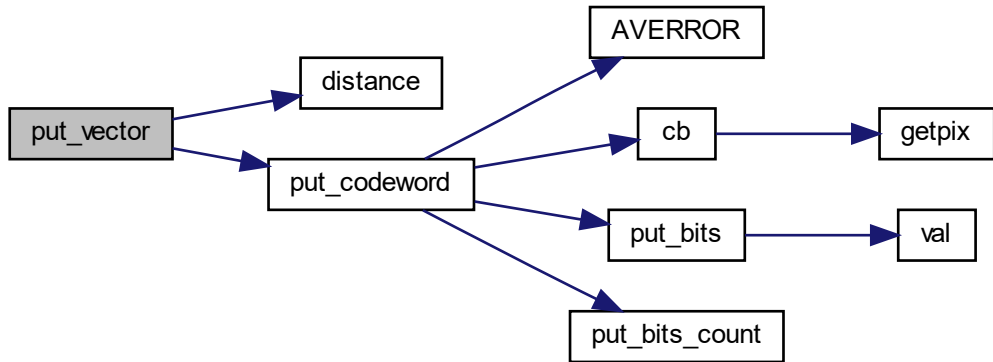 AVERROR
distance
put_vector
cb
getpix
put_codeword
put_bits
val
put_bits_count